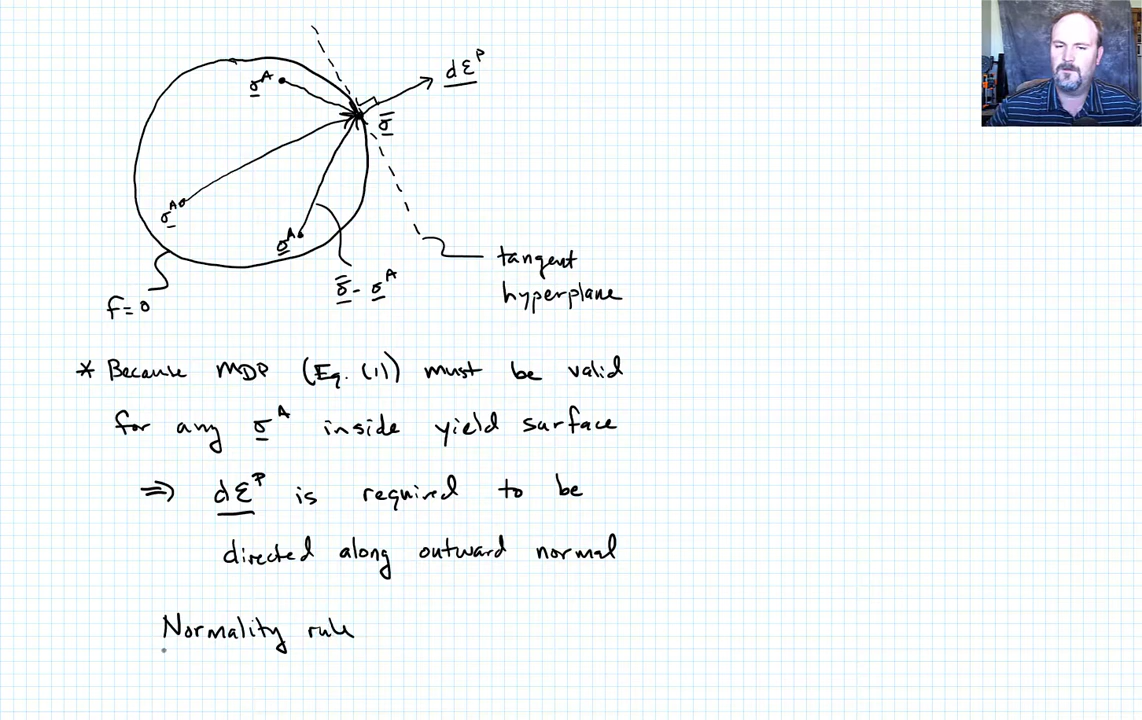 σ^A
dε^P
σ̄
σ^A
σ^A
σ̄ - σ^A
f=0
tangent
hyperplane
* Because MDP (Eq. (1)) must be valid
for any σ^A inside yield surface
⇒ dε^P is required to be
directed along outward normal
Normality rule